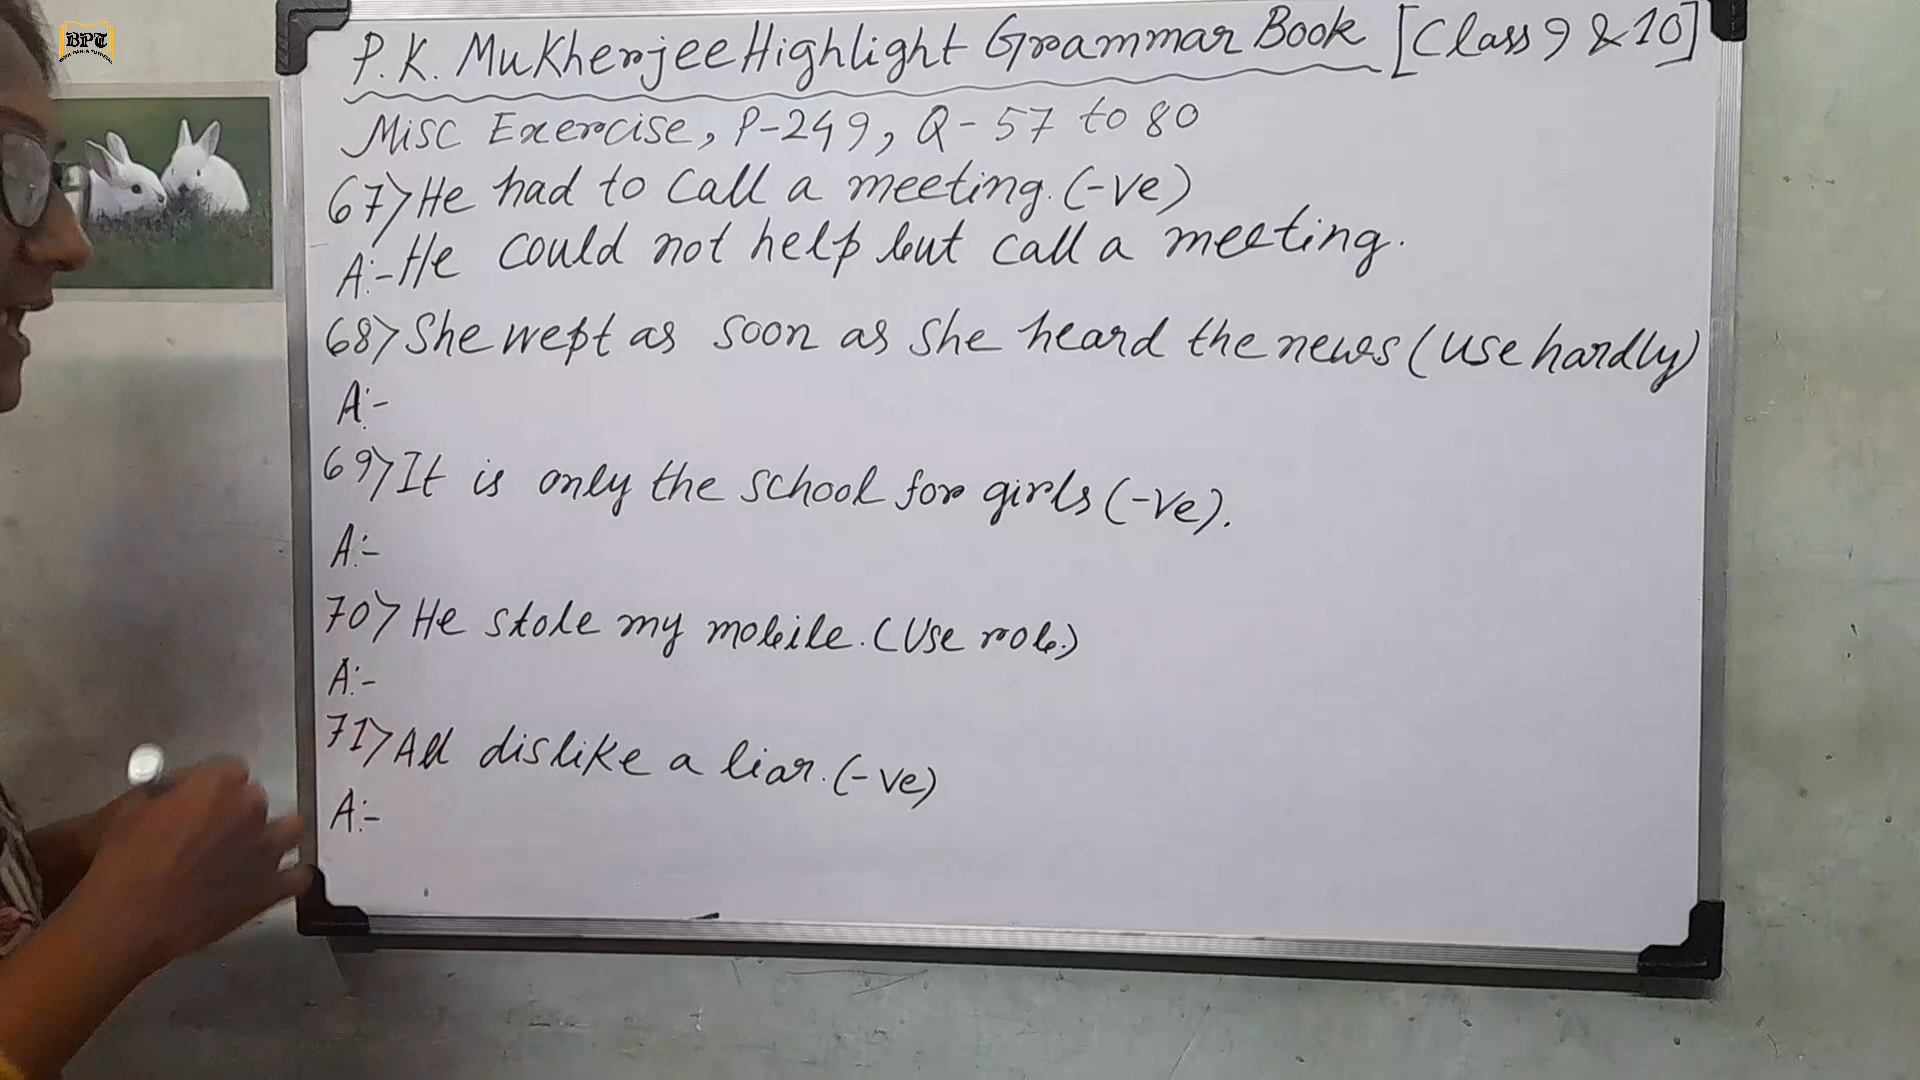 BPT
P.K. Mukherjee Highlight Grammar Book [Class 9 & 10]
Misc Exercise, P-249, Q-57 to 80
67> He had to call a meeting. (-ve)
A:- He could not help but call a meeting.
68> She wept as soon as she heard the news (Use hardly)
A:-
69> It is only the school for girls (-ve).
A:-
70> He stole my mobile. (Use rob.)
A:-
71> All dislike a liar. (-ve)
A:-